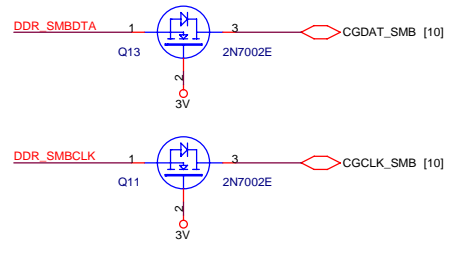 DDR_SMBDTA 1 3 CGDAT_SMB [10]
Q13 2N7002E
2
3V
DDR_SMBCLK 1 3 CGCLK_SMB [10]
Q11 2N7002E
2
3V